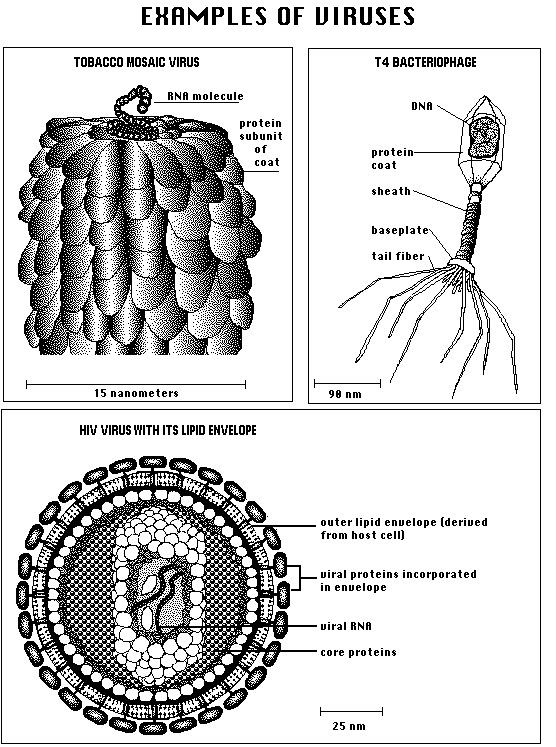 EXAMPLES OF VIRUSES
TOBACCO MOSAIC VIRUS
RNA molecule
protein
subunit
of
coat
15 nanometers
T4 BACTERIOPHAGE
DNA
protein
coat
sheath
baseplate
tail fiber
90 nm
HIV VIRUS WITH ITS LIPID ENVELOPE
outer lipid envelope (derived
from host cell)
viral proteins incorporated
in envelope
viral RNA
core proteins
25 nm